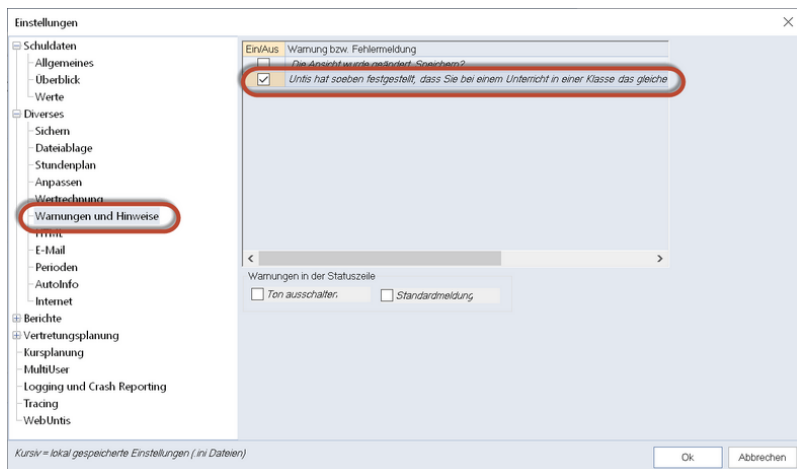 Einstellungen
Schuldaten
Allgemeines
Überblick
Werte
Diverses
Sichern
Dateiablage
Stundenplan
Anpassen
Wertrechnung
Warnungen und Hinweise
HTML
E-Mail
Perioden
AutoInfo
Internet
Berichte
Vertretungsplanung
Kursplanung
MultiUser
Logging und Crash Reporting
Tracing
WebUntis
Ein/Aus Warnung bzw. Fehlermeldung
Die Ansicht wurde geändert. Speichern?
Untis hat soeben festgestellt, dass Sie bei einem Unterricht in einer Klasse das gleiche
Warnungen in der Statuszeile
Ton ausschalten Standardmeldung
Kursiv = lokal gespeicherte Einstellungen (.ini Dateien)
Ok Abbrechen